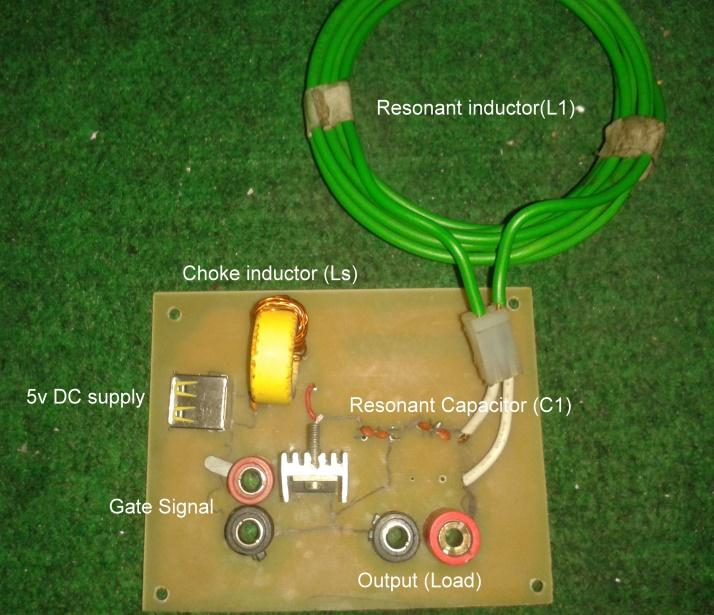 Resonant inductor(L1)
Choke inductor (Ls)
5v DC supply
Resonant Capacitor (C1)
Gate Signal
Output (Load)